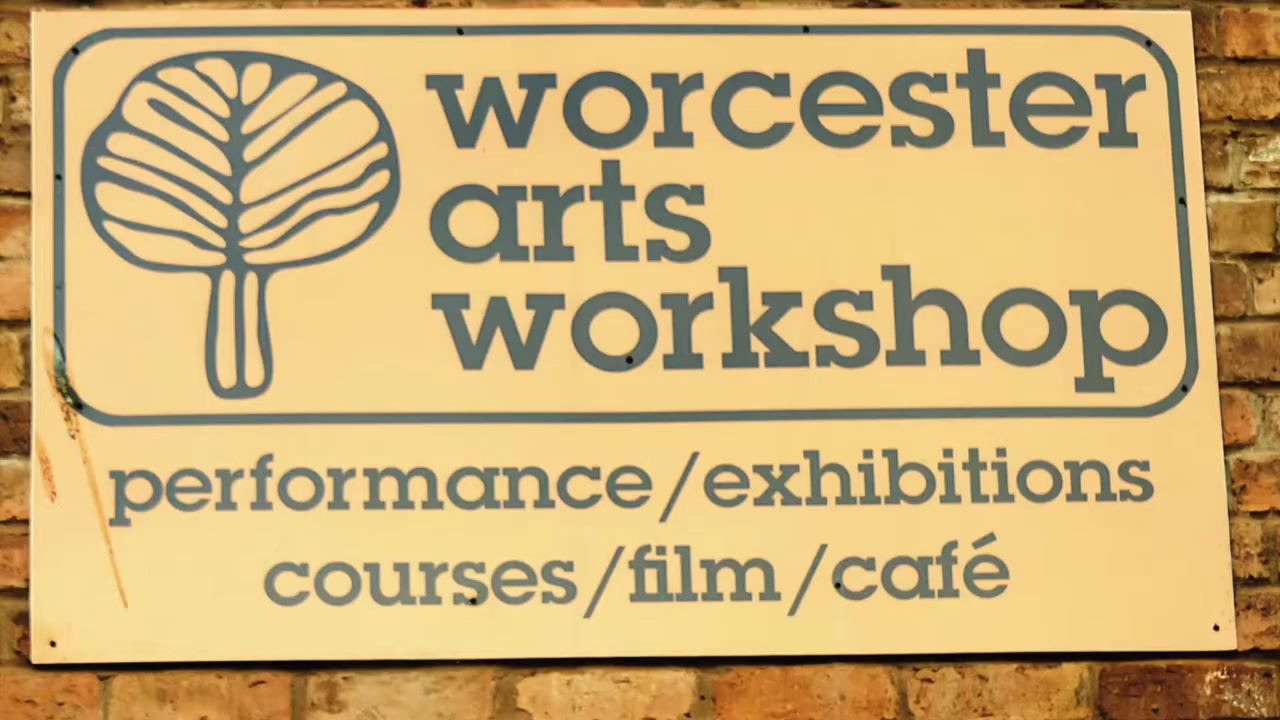 worcester
arts
workshop
performance/exhibitions
courses/film/café